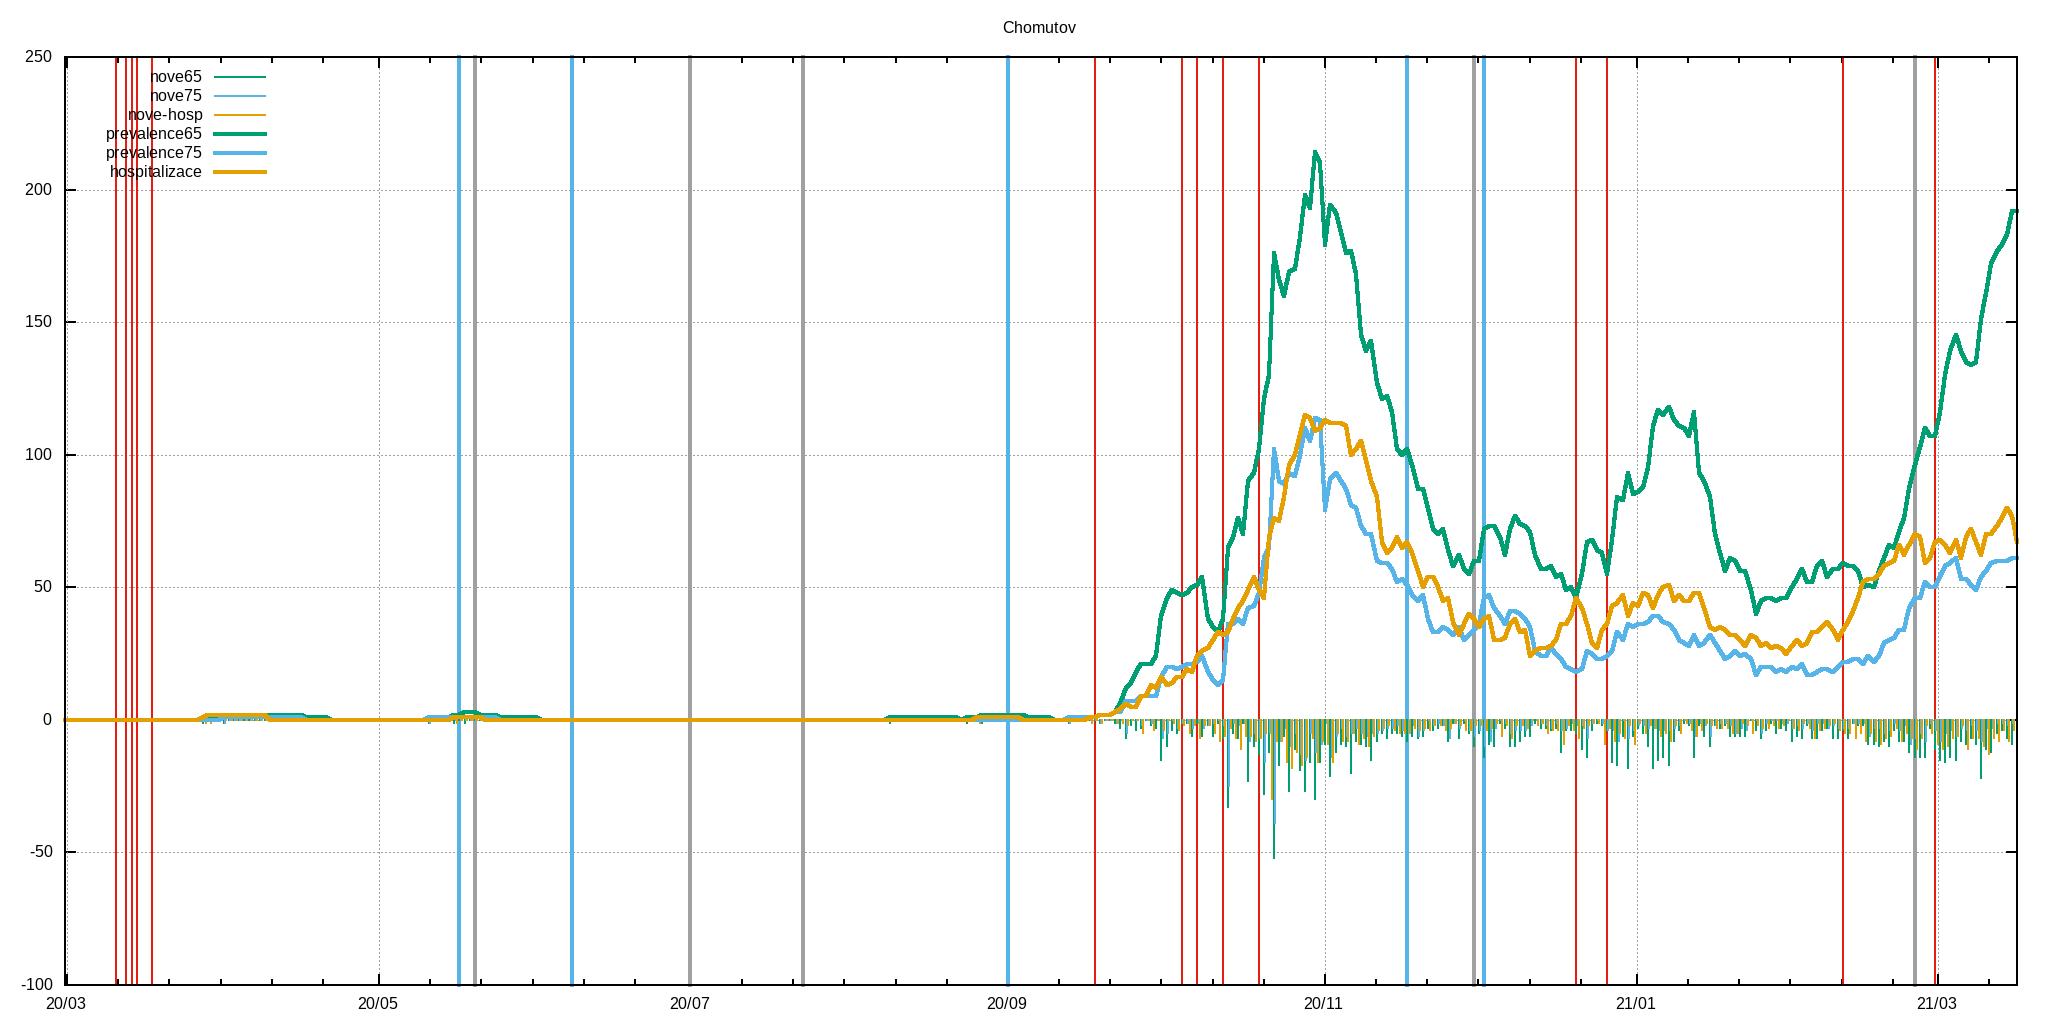 Chomutov
250
nove65
nove75
nove-hosp
prevalence65
prevalence75
hospitalizace
200
150
100
50
0
-50
-100
20/03 20/05 20/07 20/09 20/11 21/01 21/03